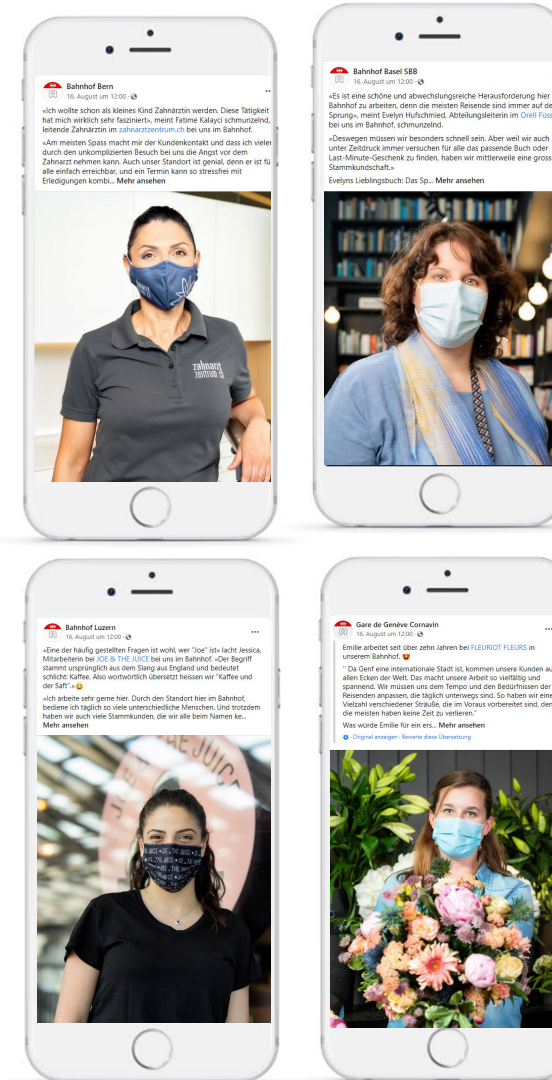 Bahnhof Bern
16. August um 12:00 ·
...
«Ich wollte schon als kleines Kind Zahnärztin werden. Diese Tätigkeit
hat mich wirklich sehr fasziniert», meint Fatime Kalayci schmunzelnd,
leitende Zahnärztin im zahnarztzentrum.ch bei uns im Bahnhof.
«Am meisten Spass macht mir der Kundenkontakt und dass ich vielen
durch den unkomplizierten Besuch bei uns die Angst vor dem
Zahnarzt nehmen kann. Auch unser Standort ist genial, denn er ist fü
alle einfach erreichbar, und ein Termin kann so stressfrei mit
Erledigungen kombi... Mehr ansehen
zahnarzt
zentrum.ch
Bahnhof Basel SBB
16. August um 12:00 ·
«Es ist eine schöne und abwechslungsreiche Herausforderung hier
Bahnhof zu arbeiten, denn die meisten Reisende sind immer auf de
Sprung», meint Evelyn Hufschmied, Abteilungsleiterin im Orell Füss
bei uns im Bahnhof, schmunzelnd.
«Deswegen müssen wir besonders schnell sein. Aber weil wir auch
unter Zeitdruck immer versuchen für alle das passende Buch oder
Last-Minute-Geschenk zu finden, haben wir mittlerweile eine gross
Stammkundschaft.»
Evelyns Lieblingsbuch: Das Sp... Mehr ansehen
Bahnhof Luzern
16. August um 12:00 ·
...
«Eine der häufig gestellten Fragen ist wohl, wer "Joe" ist» lacht Jessica,
Mitarbeiterin bei JOE & THE JUICE bei uns im Bahnhof. «Der Begriff
stammt ursprünglich aus dem Slang aus England und bedeutet
schlicht: Kaffee. Also wortwörtlich übersetzt heissen wir "Kaffee und
der Saft".»😄
«Ich arbeite sehr gerne hier. Durch den Standort hier im Bahnhof,
bediene ich täglich so viele unterschiedliche Menschen. Und trotzdem
haben wir auch viele Stammkunden, die wir alle beim Namen ke...
Mehr ansehen
Gare de Genève Cornavin
16. August um 12:00 ·
...
Emilie arbeitet seit über zehn Jahren bei FLEURIOT FLEURS in
unserem Bahnhof.
" Da Genf eine internationale Stadt ist, kommen unsere Kunden au
allen Ecken der Welt. Das macht unsere Arbeit so vielfältig und
spannend. Wir müssen uns dem Tempo und den Bedürfnissen der
Reisenden anpassen, die täglich unterwegs sind. So haben wir eine
Vielzahl verschiedener Sträuße, die im Voraus vorbereitet sind, den
die meisten haben keine Zeit zu verlieren."
Was würde Emilie für ein ers... Mehr ansehen
· Original anzeigen · Bewerte diese Übersetzung